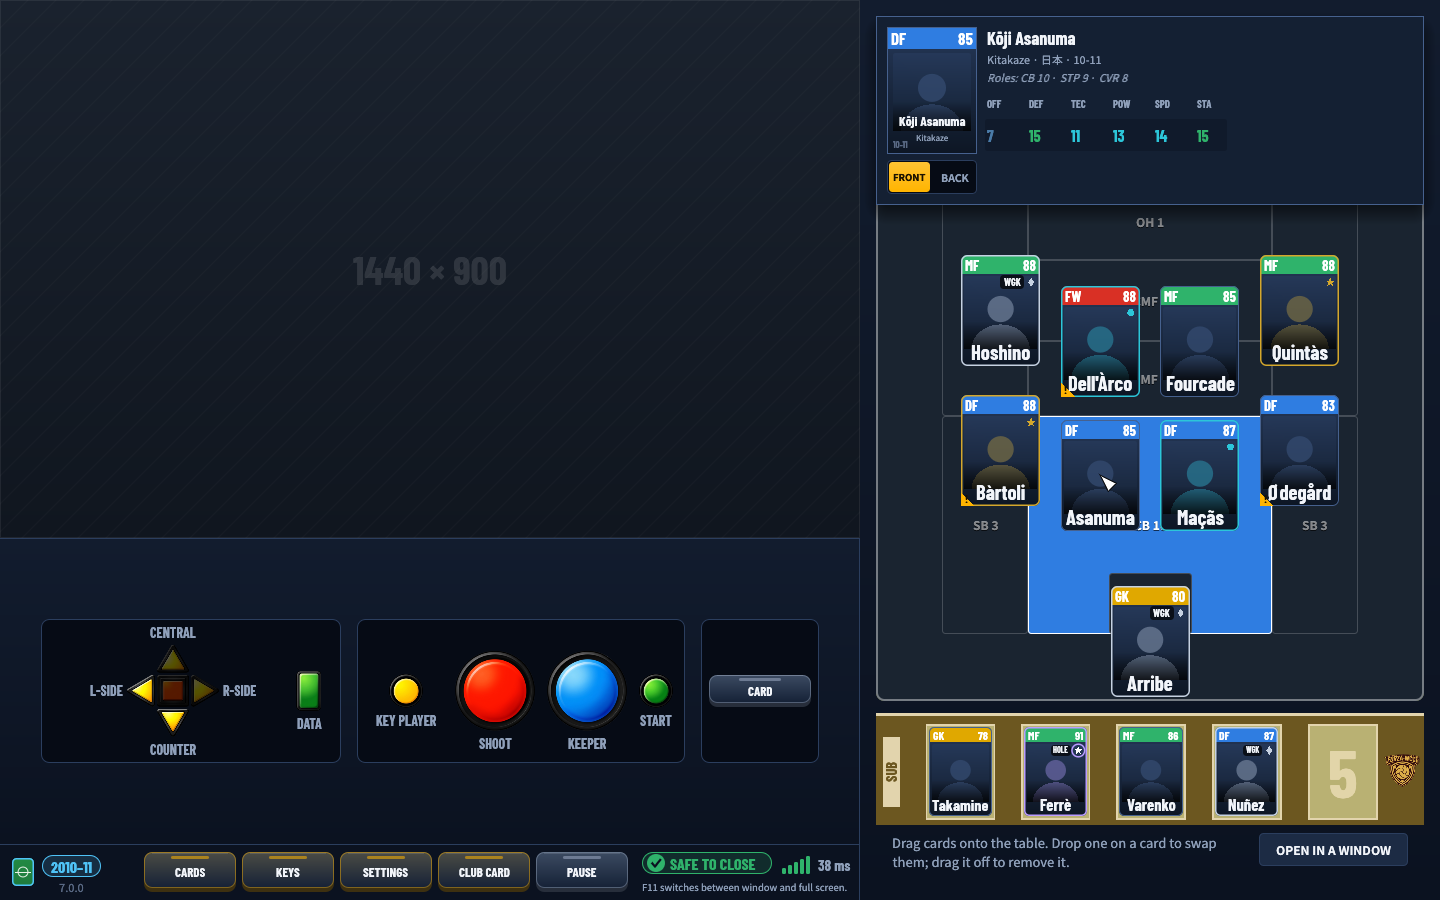 1440 × 900
CENTRAL
L-SIDE
R-SIDE
COUNTER
DATA
KEY PLAYER
SHOOT
KEEPER
START
CARD
2010-11
7.0.0
CARDS
KEYS
SETTINGS
CLUB CARD
PAUSE
SAFE TO CLOSE
38 ms
F11 switches between window and full screen.
DF 85
Kōji Asanuma
Kitakaze
10-11
FRONT
BACK
Kōji Asanuma
Kitakaze · 日本 · 10-11
Roles: CB 10 · STP 9 · CVR 8
OFF DEF TEC POW SPD STA
7 15 11 13 14 15
OH 1
MF 88
WGK
Hoshino
FW 88
Dell'Àrco
MF
MF 85
Fourcade
MF 88
Quintàs
MF
DF 88
Bàrtoli
DF 85
Asanuma
DF 87
Maçãs
DF 83
Ødegård
SB 3
CB 1
SB 3
GK 80
WGK
Arribe
SUB
GK 78
Takamine
MF 91
HOLE
Ferrè
MF 86
Varenko
DF 87
WGK
Nuñez
5
Drag cards onto the table. Drop one on a card to swap
them; drag it off to remove it.
OPEN IN A WINDOW